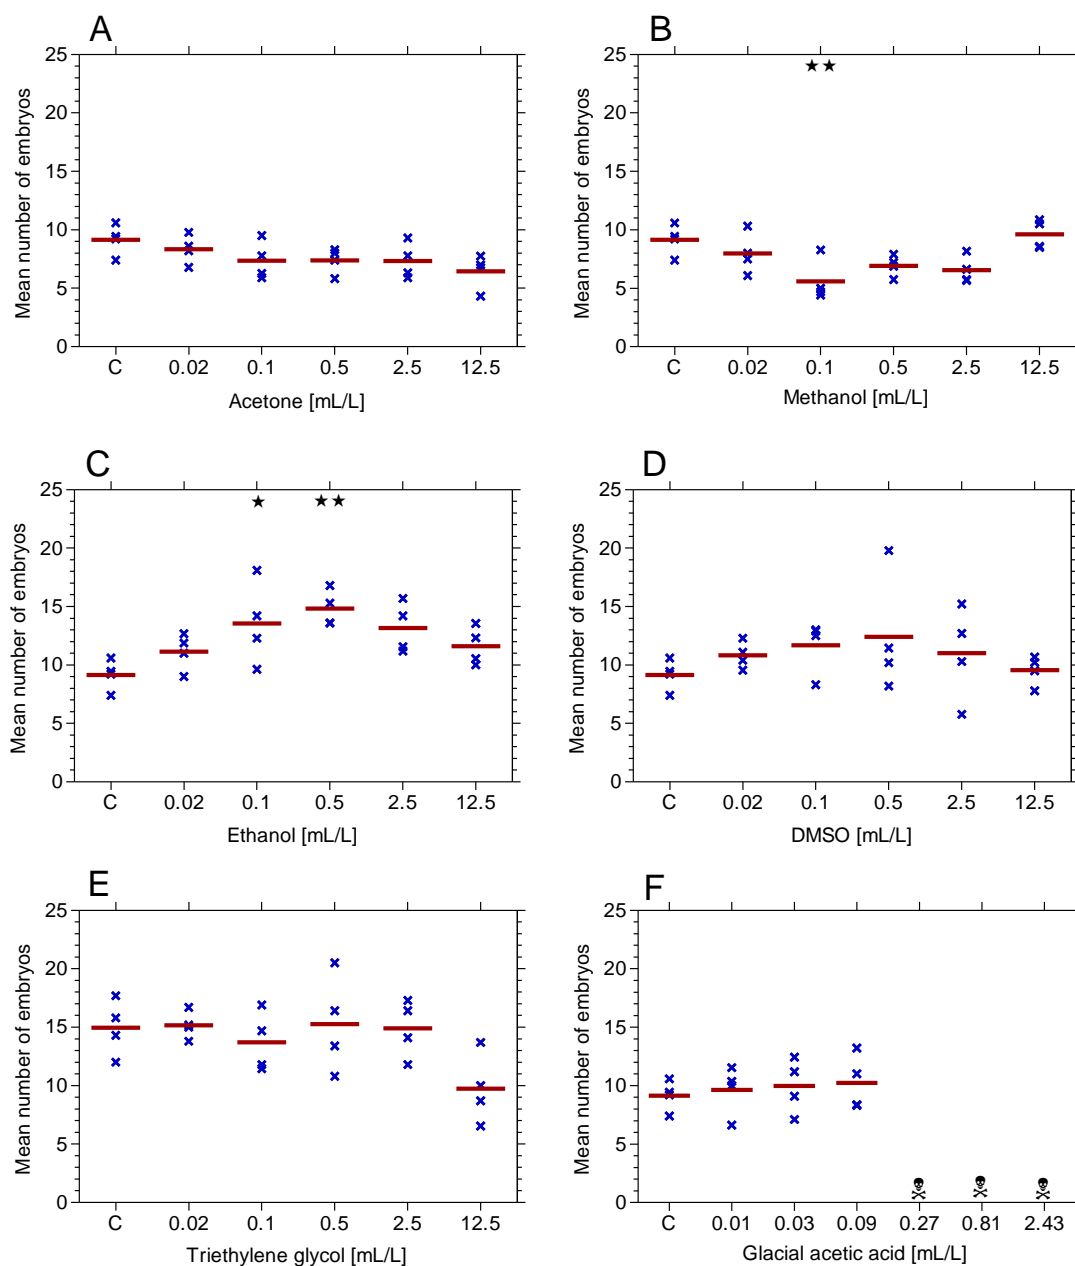 A
Mean number of embryos
25
20
15
10
5
0
C 0.02 0.1 0.5 2.5 12.5
Acetone [mL/L]
B
Mean number of embryos
25
20
15
10
5
0
★★
C 0.02 0.1 0.5 2.5 12.5
Methanol [mL/L]
C
Mean number of embryos
25
20
15
10
5
0
★ ★★
C 0.02 0.1 0.5 2.5 12.5
Ethanol [mL/L]
D
Mean number of embryos
25
20
15
10
5
0
C 0.02 0.1 0.5 2.5 12.5
DMSO [mL/L]
E
Mean number of embryos
25
20
15
10
5
0
C 0.02 0.1 0.5 2.5 12.5
Triethylene glycol [mL/L]
F
Mean number of embryos
25
20
15
10
5
0
C 0.01 0.03 0.09 0.27 0.81 2.43
Glacial acetic acid [mL/L]